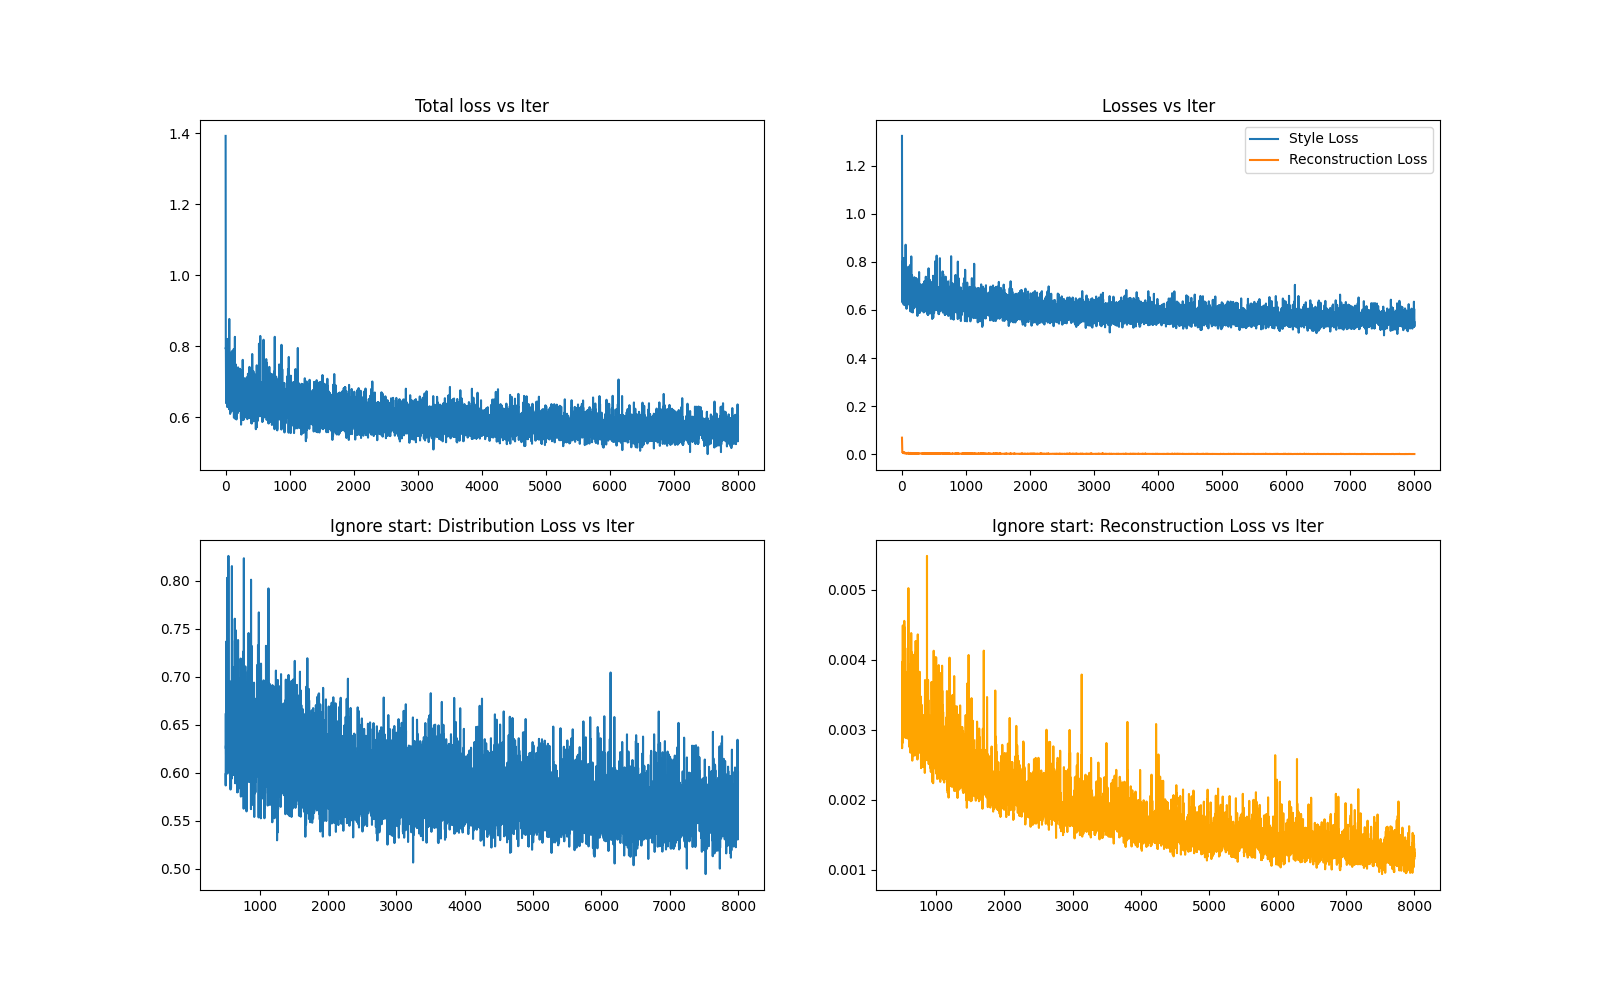 Total loss vs Iter
1.4
1.2
1.0
0.8
0.6
0 1000 2000 3000 4000 5000 6000 7000 8000
Losses vs Iter
Style Loss
Reconstruction Loss
1.2
1.0
0.8
0.6
0.4
0.2
0.0
0 1000 2000 3000 4000 5000 6000 7000 8000
Ignore start: Distribution Loss vs Iter
0.80
0.75
0.70
0.65
0.60
0.55
0.50
1000 2000 3000 4000 5000 6000 7000 8000
Ignore start: Reconstruction Loss vs Iter
0.005
0.004
0.003
0.002
0.001
1000 2000 3000 4000 5000 6000 7000 8000